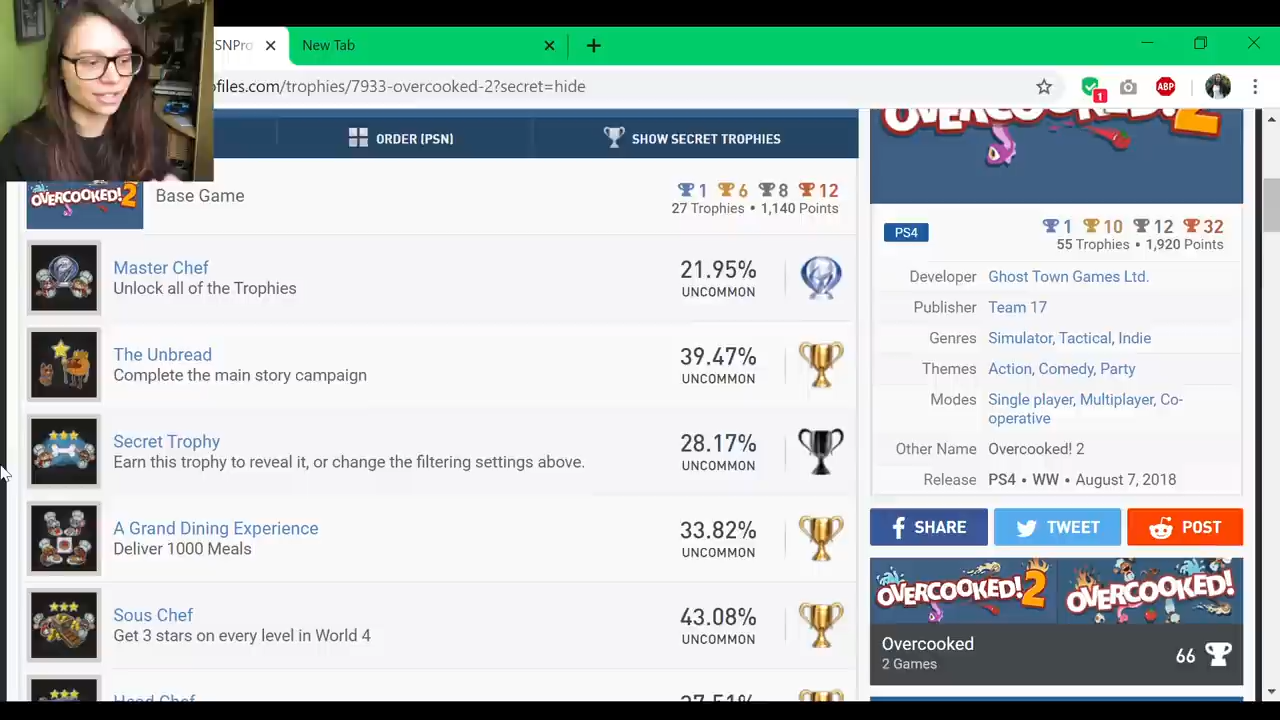 SNPro
New Tab
ofiles.com/trophies/7933-overcooked-2?secret=hide
1
ABP
ORDER (PSN)
SHOW SECRET TROPHIES
OVERCOOKED! 2
Base Game
1 6 8 12
27 Trophies • 1,140 Points
Master Chef
Unlock all of the Trophies
21.95%
UNCOMMON
The Unbread
Complete the main story campaign
39.47%
UNCOMMON
Secret Trophy
Earn this trophy to reveal it, or change the filtering settings above.
28.17%
UNCOMMON
A Grand Dining Experience
Deliver 1000 Meals
33.82%
UNCOMMON
Sous Chef
Get 3 stars on every level in World 4
43.08%
UNCOMMON
Head Chef
37.51%
OVERCOOKED! 2
PS4
1 10 12 32
55 Trophies • 1,920 Points
Developer Ghost Town Games Ltd.
Publisher Team 17
Genres Simulator, Tactical, Indie
Themes Action, Comedy, Party
Modes Single player, Multiplayer, Co-
operative
Other Name Overcooked! 2
Release PS4 • WW • August 7, 2018
SHARE
TWEET
POST
OVERCOOKED! 2
OVERCOOKED!
Overcooked
2 Games
66